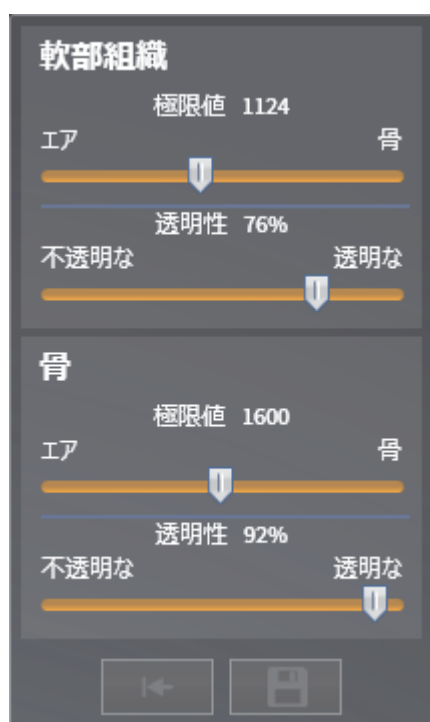 軟部組織
極限値 1124
エア 骨
透明性 76%
不透明な 透明な
骨
極限値 1600
エア 骨
透明性 92%
不透明な 透明な